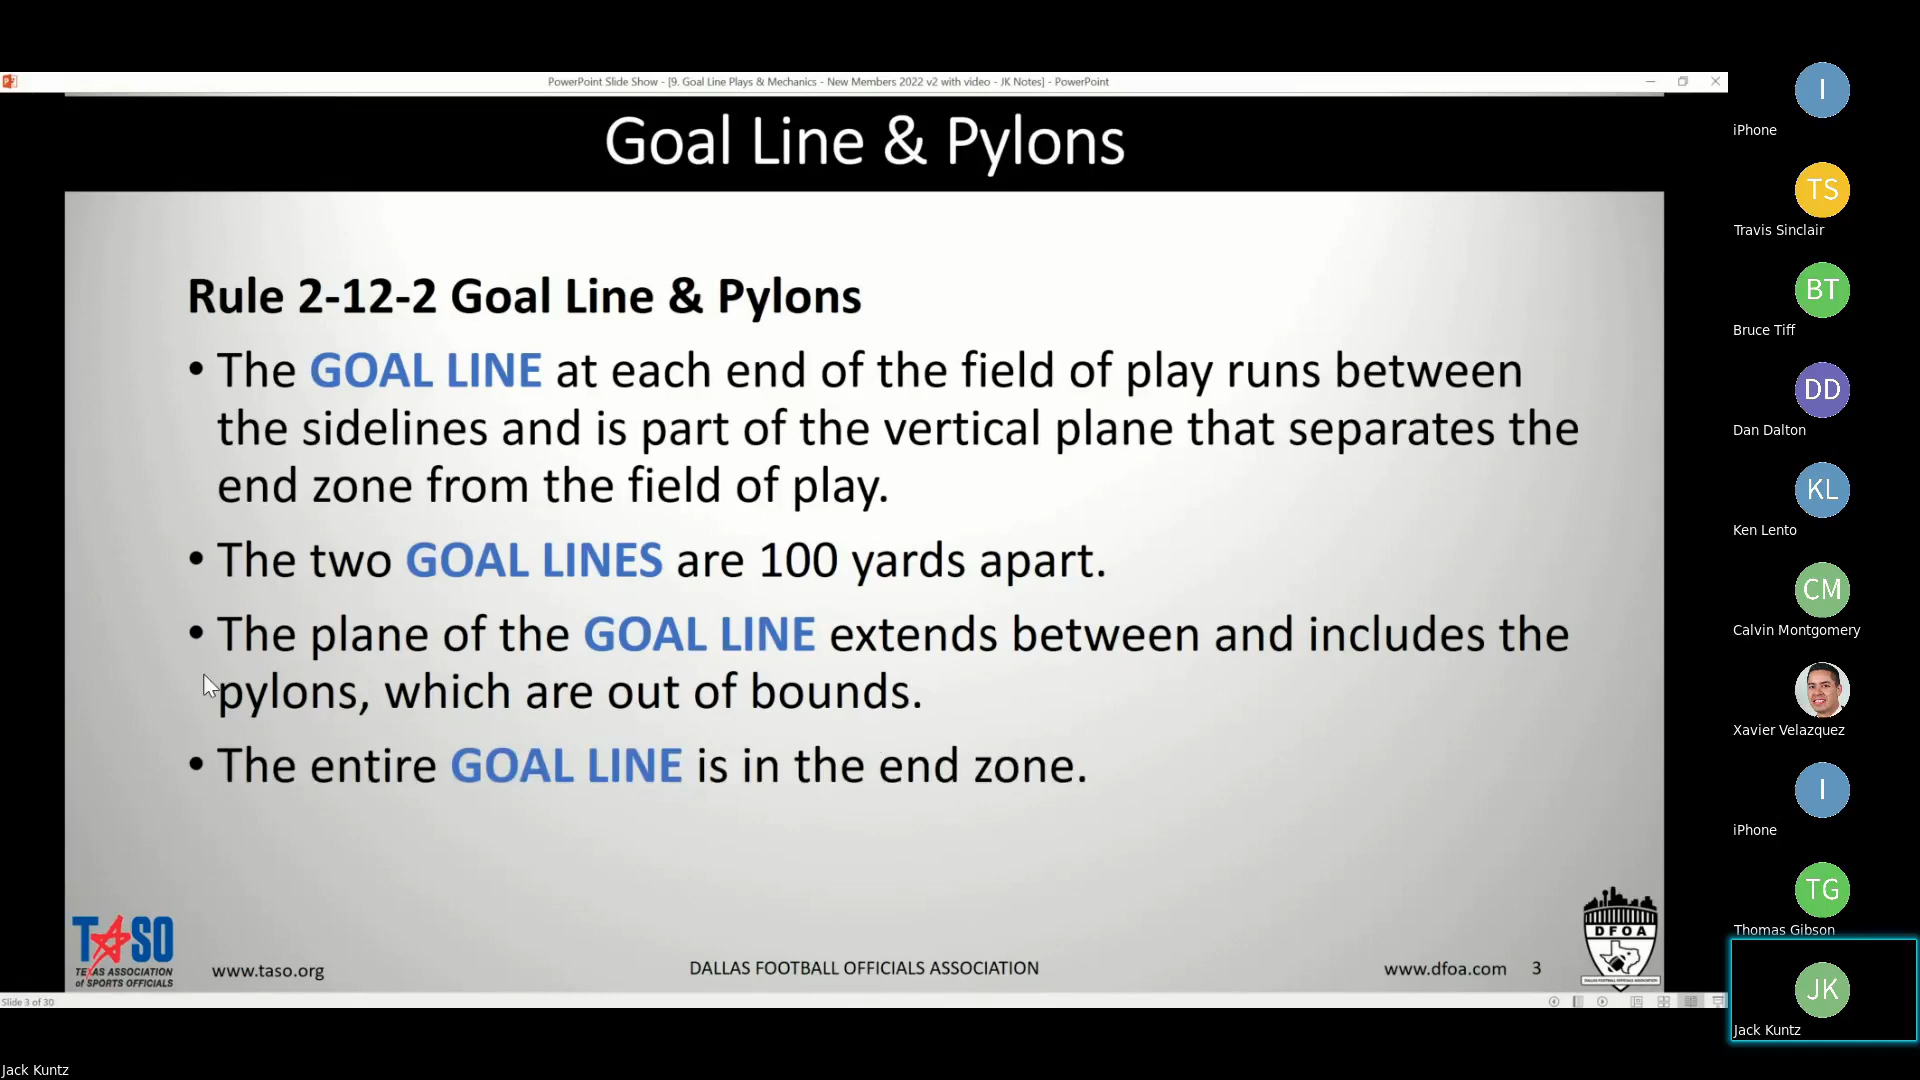 PowerPoint Slide Show - [9. Goal Line Plays & Mechanics - New Members 2022 v2 with video - JK Notes] - PowerPoint
Goal Line & Pylons
Rule 2-12-2 Goal Line & Pylons
• The GOAL LINE at each end of the field of play runs between
the sidelines and is part of the vertical plane that separates the
end zone from the field of play.
• The two GOAL LINES are 100 yards apart.
• The plane of the GOAL LINE extends between and includes the
pylons, which are out of bounds.
• The entire GOAL LINE is in the end zone.
TASO
TEXAS ASSOCIATION
of SPORTS OFFICIALS
www.taso.org
DALLAS FOOTBALL OFFICIALS ASSOCIATION
www.dfoa.com 3
DFOA
DALLAS FOOTBALL OFFICIALS ASSOCIATION
Slide 3 of 30
I
iPhone
TS
Travis Sinclair
BT
Bruce Tiff
DD
Dan Dalton
KL
Ken Lento
CM
Calvin Montgomery
Xavier Velazquez
I
iPhone
TG
Thomas Gibson
JK
Jack Kuntz
Jack Kuntz